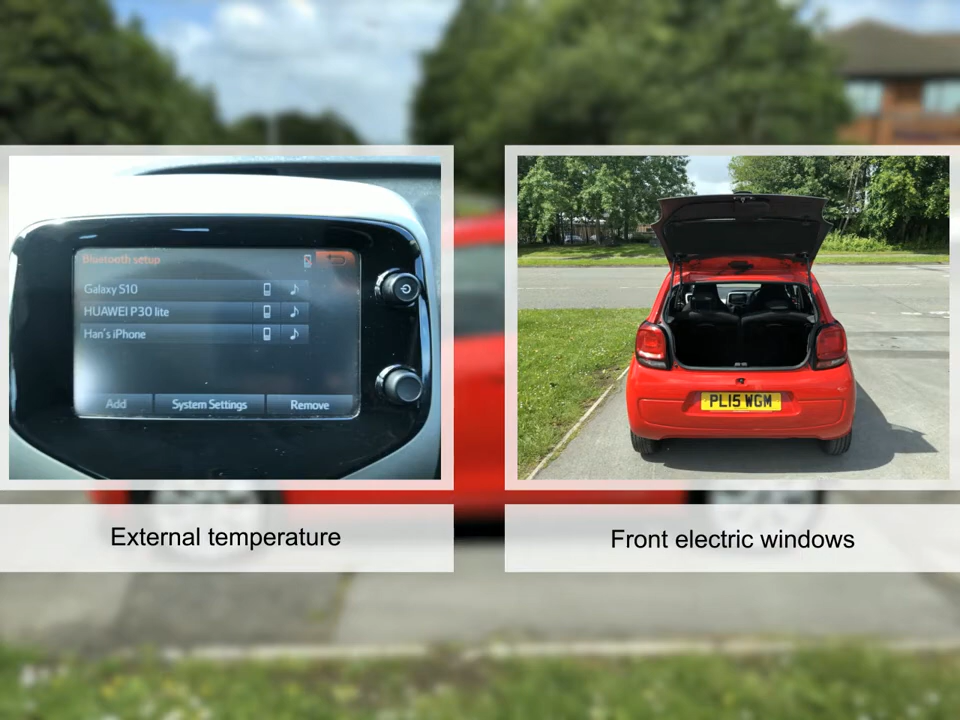 Bluetooth setup
Galaxy S10
HUAWEI P30 lite
Han's iPhone
Add
System Settings
Remove
PL15 WGM
External temperature
Front electric windows